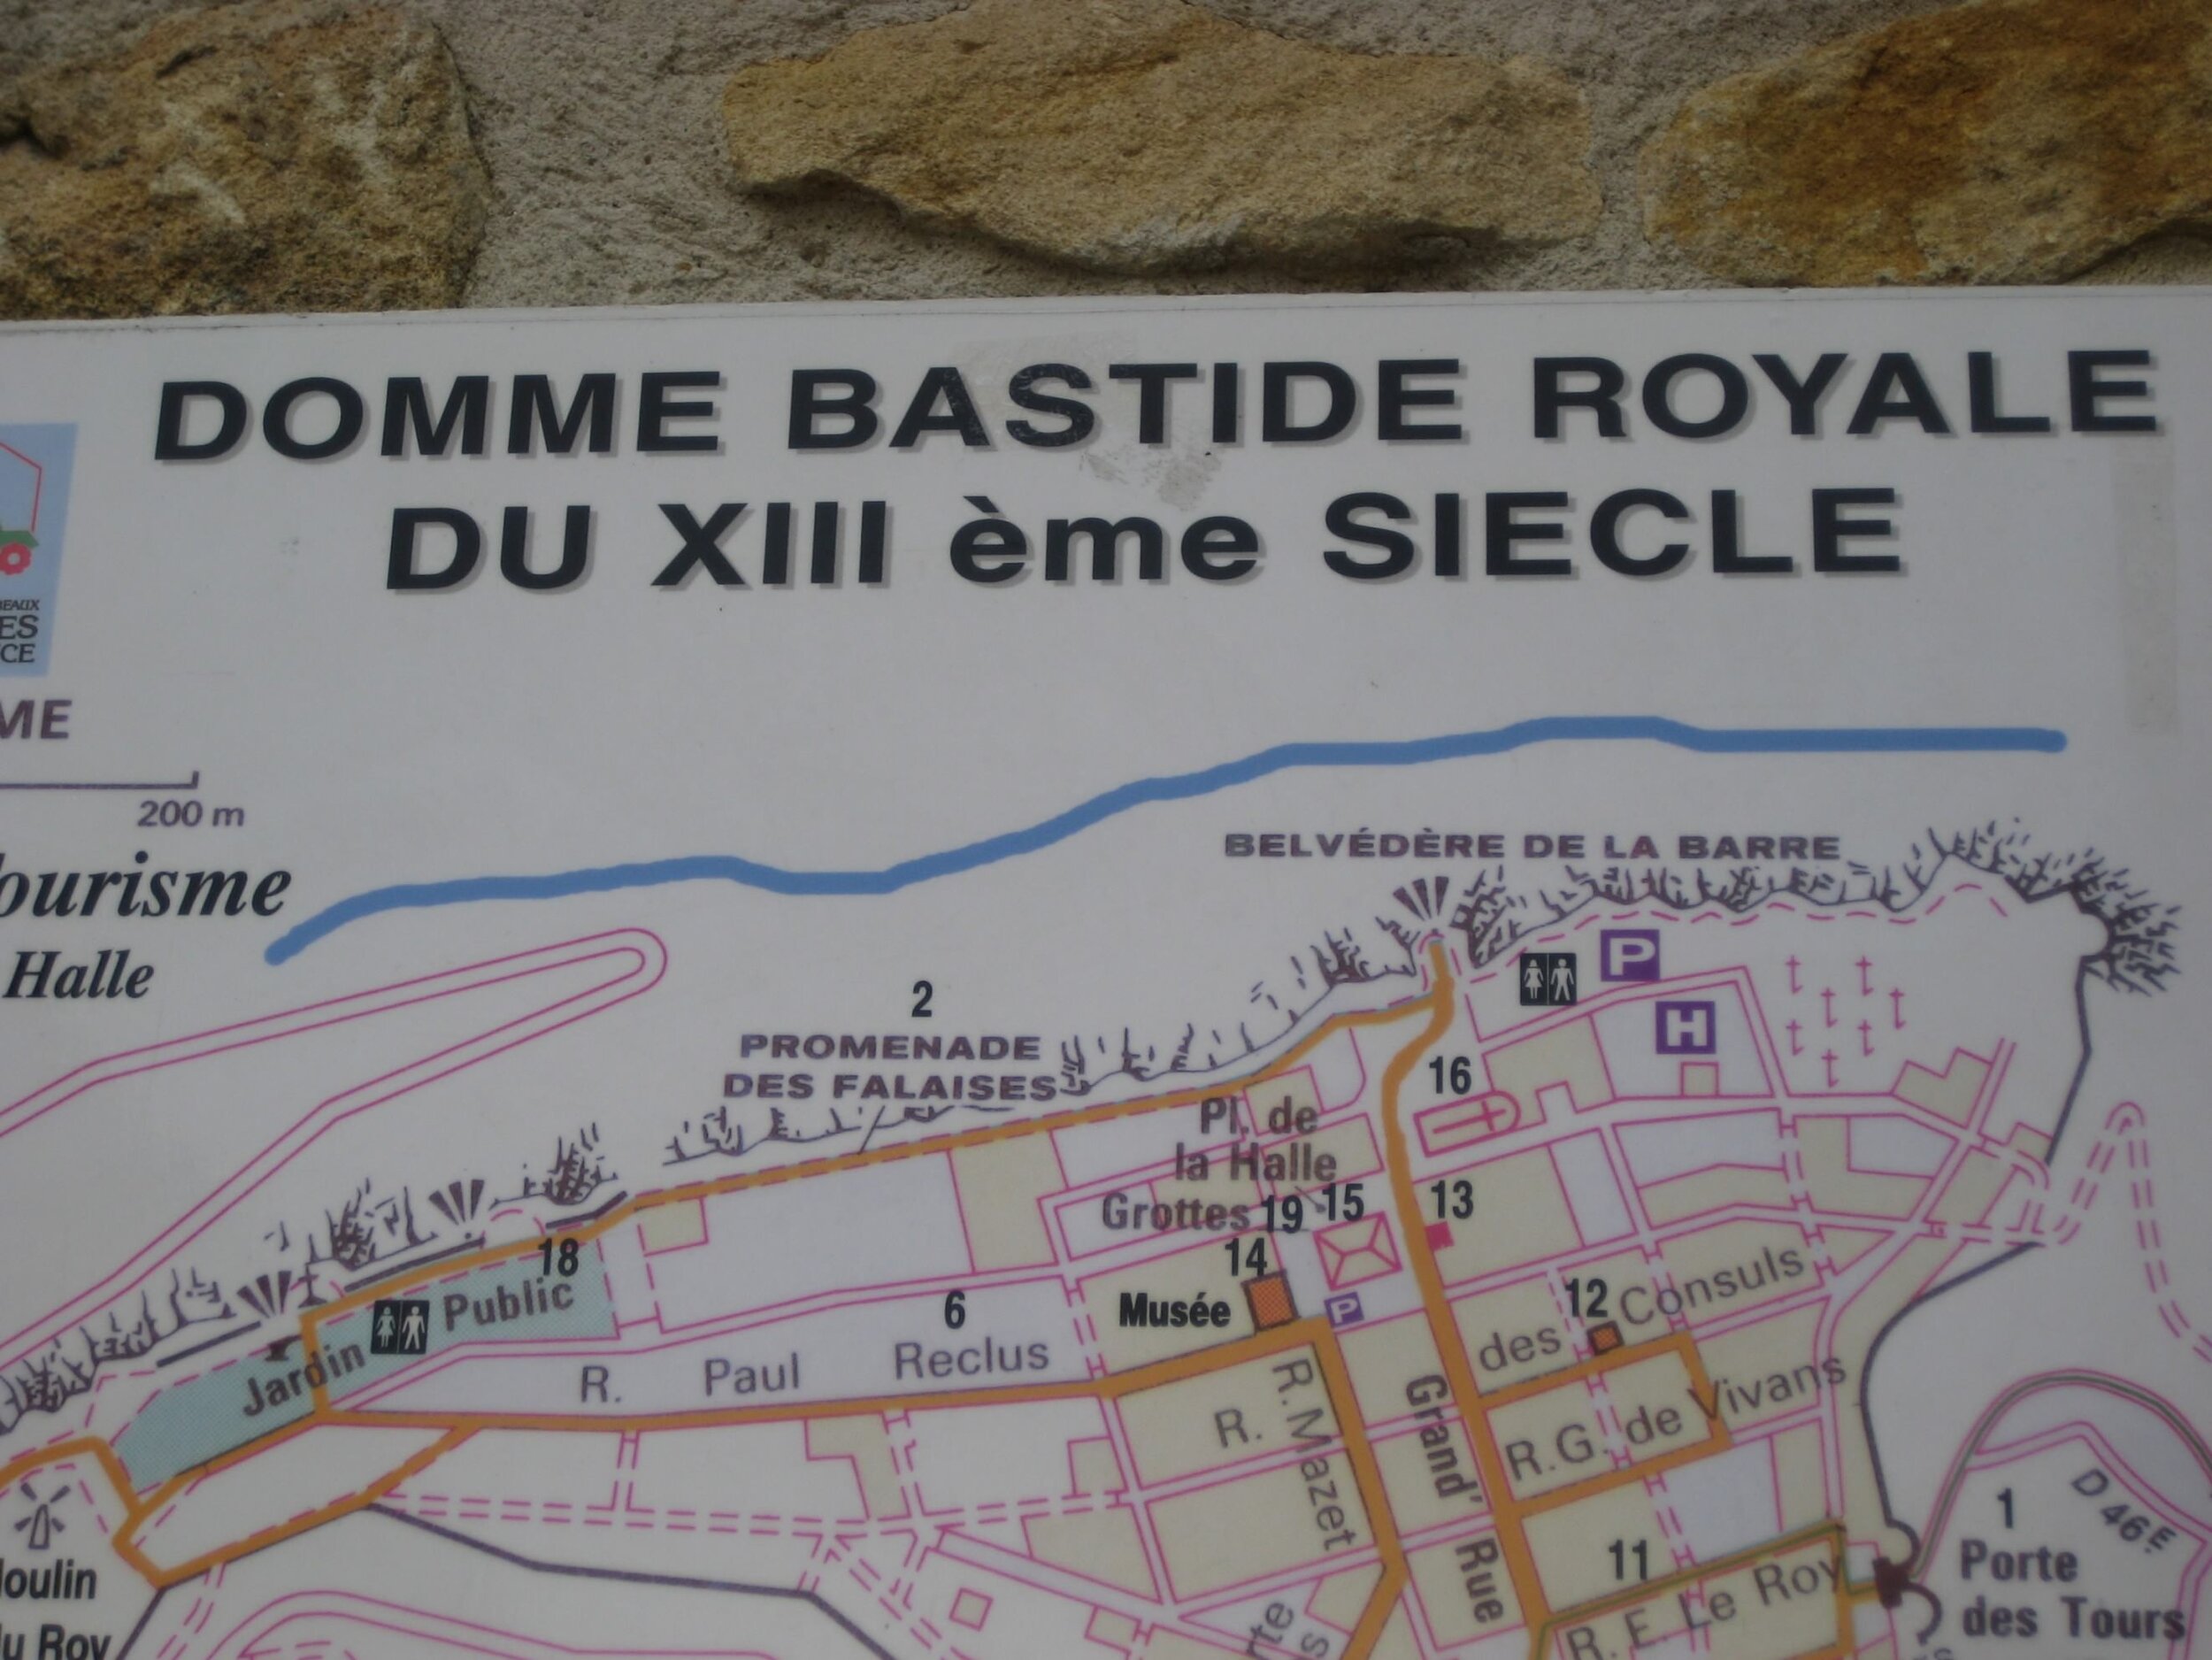 DOMME BASTIDE ROYALE
DU XIII ème SIECLE
200 m
Halle
BELVÉDÈRE DE LA BARRE
2
PROMENADE
DES FALAISES
P
H
16
Pl. de
la Halle
Grottes 19 15
13
14
Musée
P
18
Jardin Public
6
R. Paul Reclus
12
des Consuls
R. Mazet
R.
Grand' Rue
R.G. de Vivans
11
R. E. Le Roy
1
Porte
des Tours
D 46E